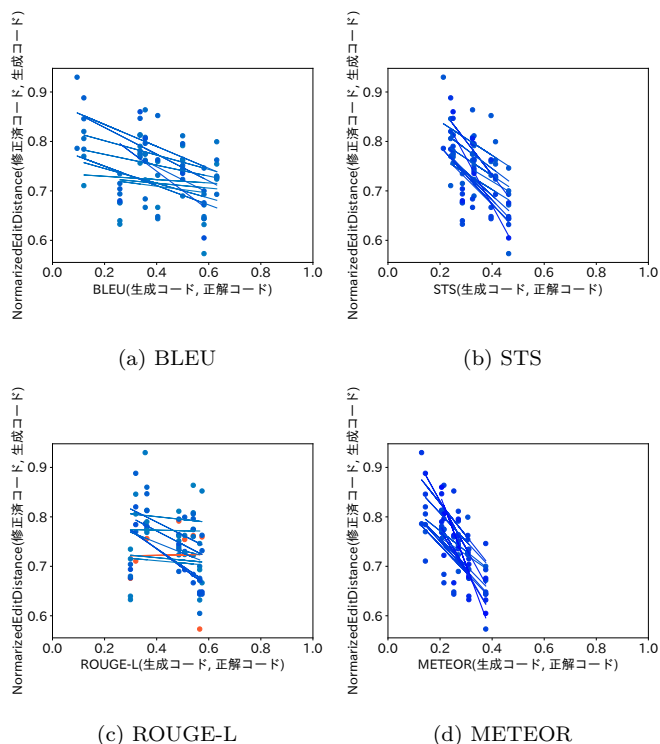 NormarizedEditDistance(修正済コード, 生成コード)
0.9
0.8
0.7
0.6
0.0 0.2 0.4 0.6 0.8 1.0
BLEU(生成コード, 正解コード)
(a) BLEU
NormarizedEditDistance(修正済コード, 生成コード)
0.9
0.8
0.7
0.6
0.0 0.2 0.4 0.6 0.8 1.0
STS(生成コード, 正解コード)
(b) STS
NormarizedEditDistance(修正済コード, 生成コード)
0.9
0.8
0.7
0.6
0.0 0.2 0.4 0.6 0.8 1.0
ROUGE-L(生成コード, 正解コード)
(c) ROUGE-L
NormarizedEditDistance(修正済コード, 生成コード)
0.9
0.8
0.7
0.6
0.0 0.2 0.4 0.6 0.8 1.0
METEOR(生成コード, 正解コード)
(d) METEOR